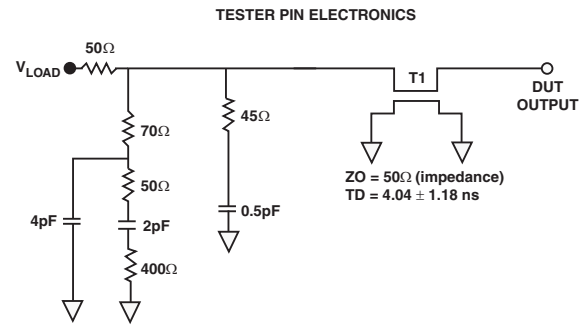 TESTER PIN ELECTRONICS
50Ω
VLOAD
T1
DUT
OUTPUT
70Ω
45Ω
50Ω
ZO = 50Ω (impedance)
TD = 4.04 ± 1.18 ns
4pF
2pF
0.5pF
400Ω